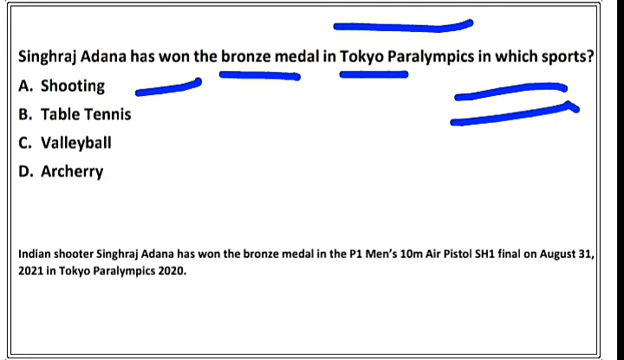 Singhraj Adana has won the bronze medal in Tokyo Paralympics in which sports?
A. Shooting
B. Table Tennis
C. Valleyball
D. Archerry
Indian shooter Singhraj Adana has won the bronze medal in the P1 Men's 10m Air Pistol SH1 final on August 31,
2021 in Tokyo Paralympics 2020.